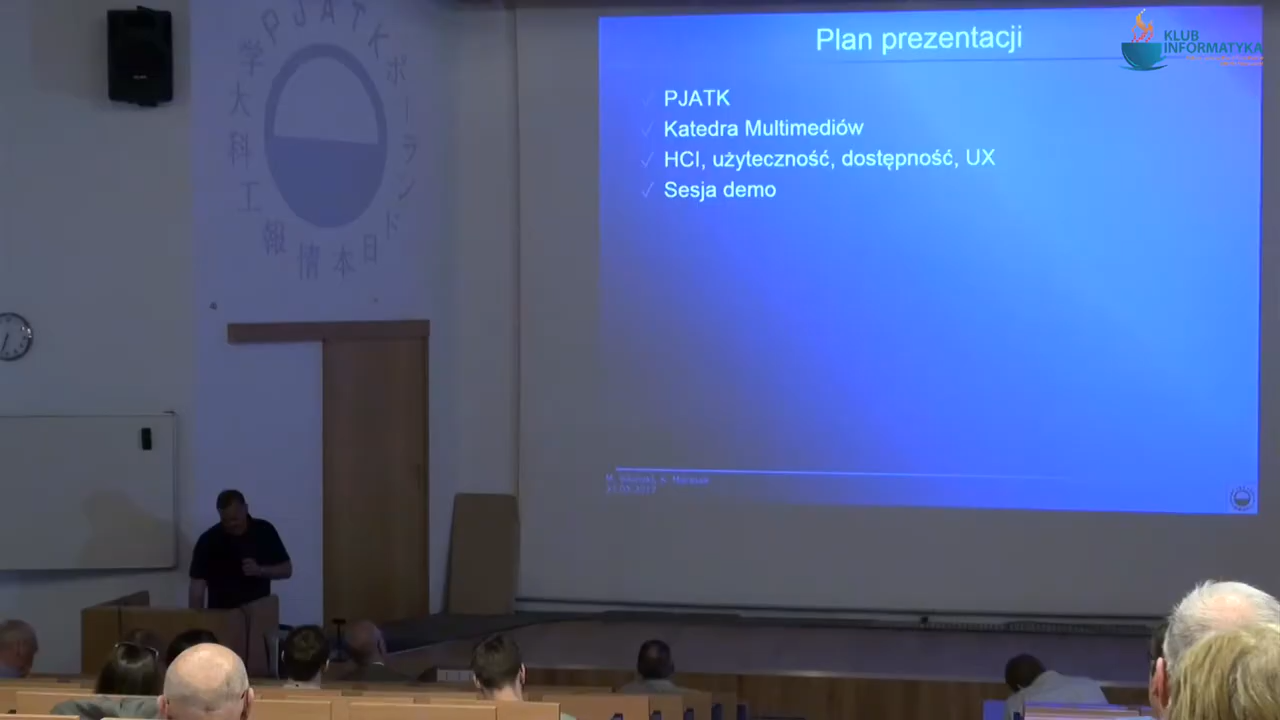 PJATK
ポーランド日本情報工科大学
Plan prezentacji
KLUB
INFORMATYKA
PJATK
Katedra Multimediów
HCI, użyteczność, dostępność, UX
Sesja demo